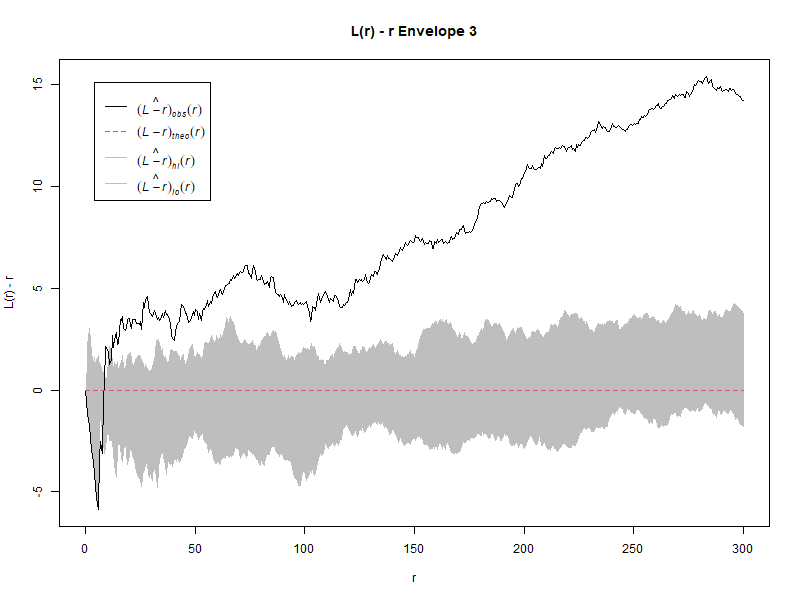 L(r) - r Envelope 3
(L^−r)obs(r)
(L−r)theo(r)
(L^−r)hi(r)
(L^−r)lo(r)
15
10
5
0
-5
L(r) - r
0 50 100 150 200 250 300
r